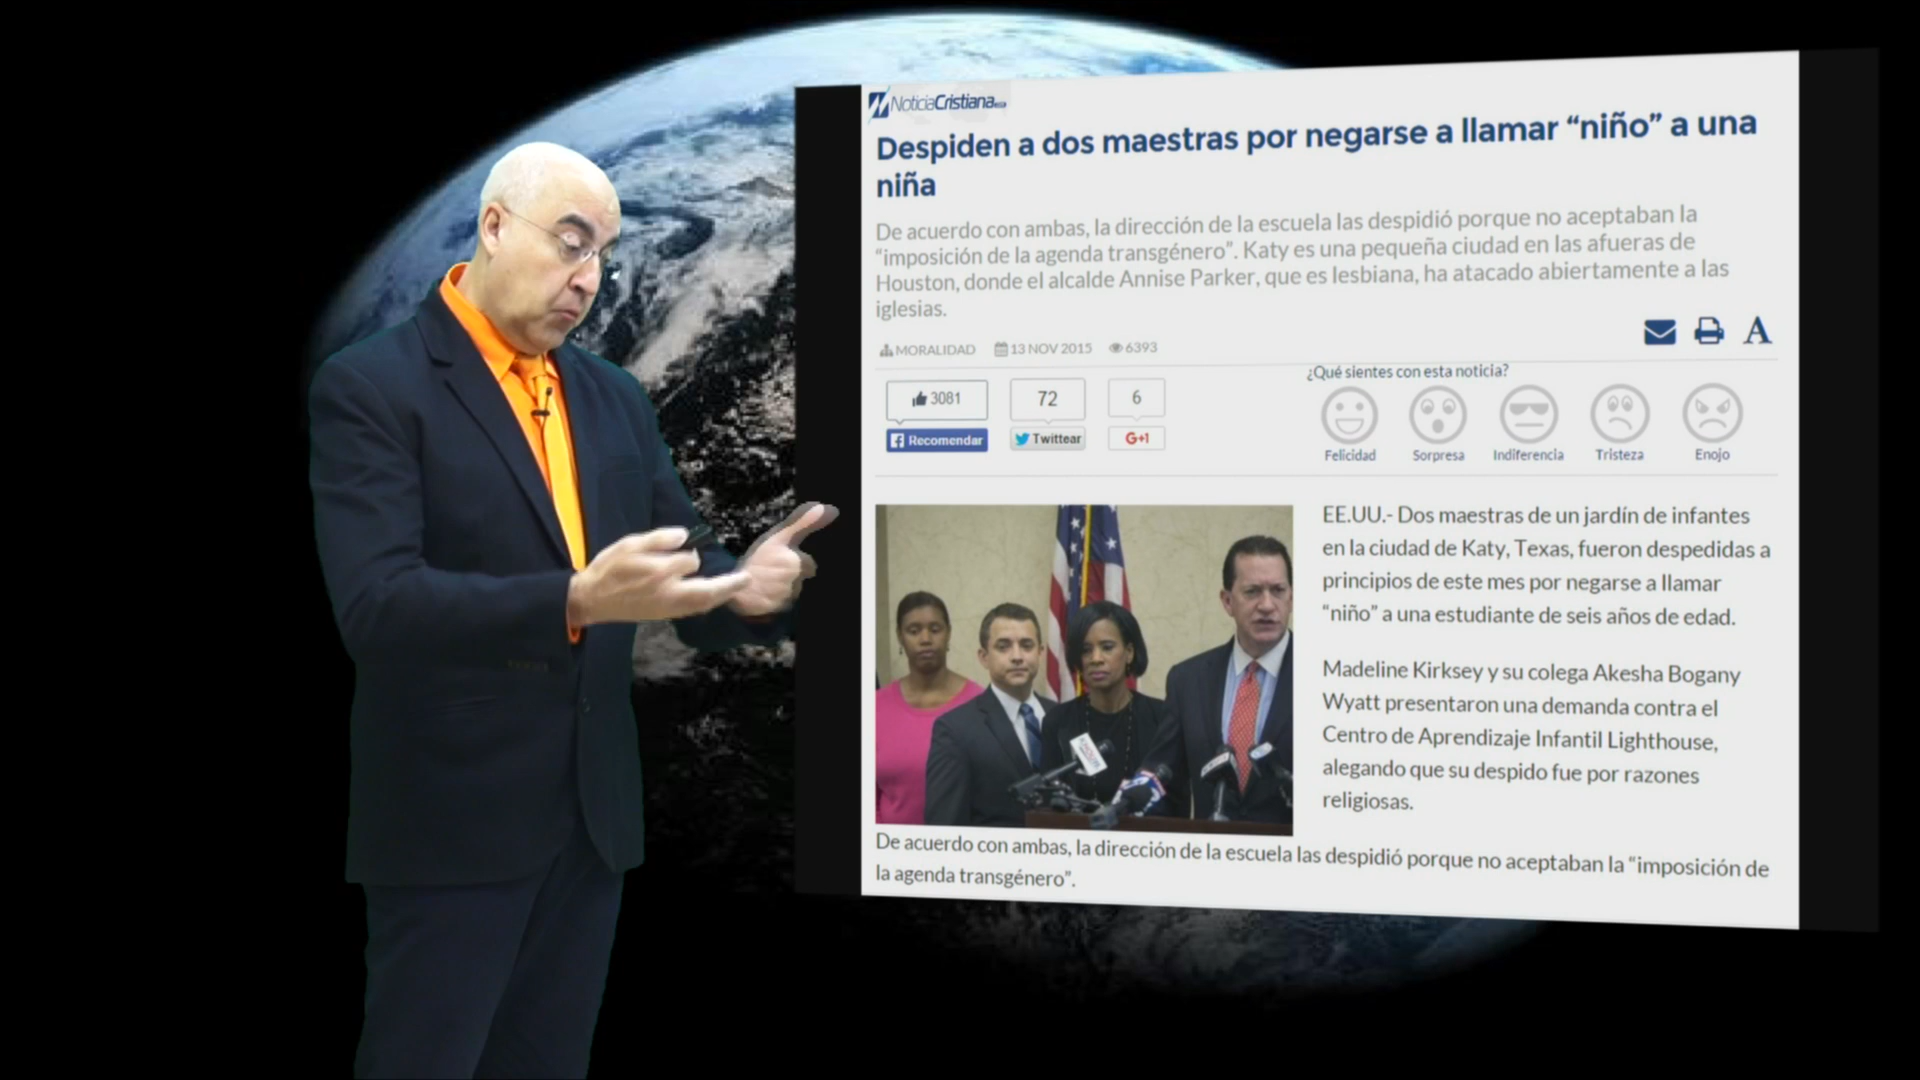 NoticiaCristiana
Despiden a dos maestras por negarse a llamar “niño” a una
niña
De acuerdo con ambas, la dirección de la escuela las despidió porque no aceptaban la
“imposición de la agenda transgénero”. Katy es una pequeña ciudad en las afueras de
Houston, donde el alcalde Annise Parker, que es lesbiana, ha atacado abiertamente a las
iglesias.
MORALIDAD 13 NOV 2015 6393
A
¿Qué sientes con esta noticia?
3081 72 6
Recomendar Twittear G+1
Felicidad Sorpresa Indiferencia Tristeza Enojo
EE.UU.- Dos maestras de un jardín de infantes
en la ciudad de Katy, Texas, fueron despedidas a
principios de este mes por negarse a llamar
“niño” a una estudiante de seis años de edad.
Madeline Kirksey y su colega Akesha Bogany
Wyatt presentaron una demanda contra el
Centro de Aprendizaje Infantil Lighthouse,
alegando que su despido fue por razones
religiosas.
De acuerdo con ambas, la dirección de la escuela las despidió porque no aceptaban la “imposición de
la agenda transgénero”.